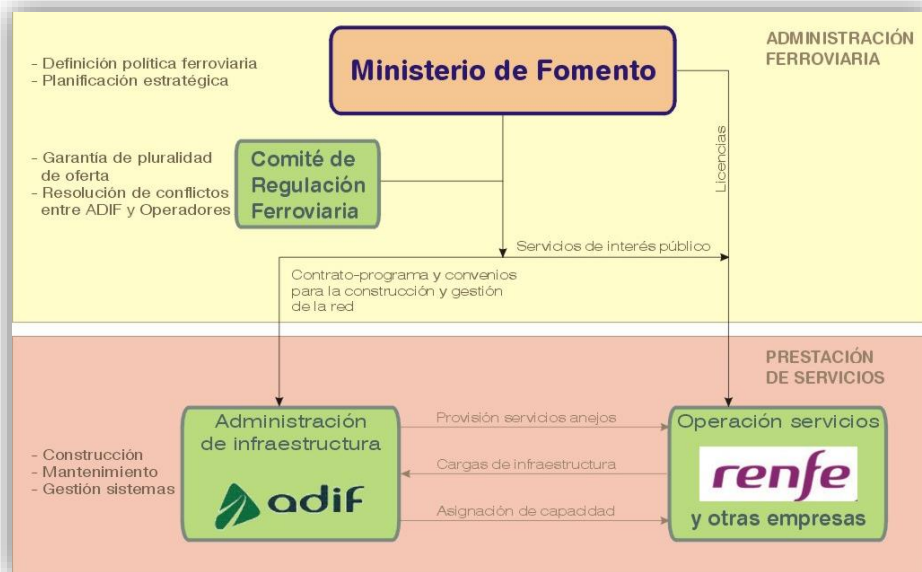 ADMINISTRACIÓN
FERROVIARIA
- Definición política ferroviaria
- Planificación estratégica
Ministerio de Fomento
Licencias
- Garantía de pluralidad
de oferta
- Resolución de conflictos
entre ADIF y Operadores
Comité de
Regulación
Ferroviaria
Servicios de interés público
Contrato-programa y convenios
para la construcción y gestión
de la red
PRESTACIÓN
DE SERVICIOS
- Construcción
- Mantenimiento
- Gestión sistemas
Administración
de infraestructura
adif
Provisión servicios anejos
Cargas de infraestructura
Asignación de capacidad
Operación servicios
renfe
y otras empresas